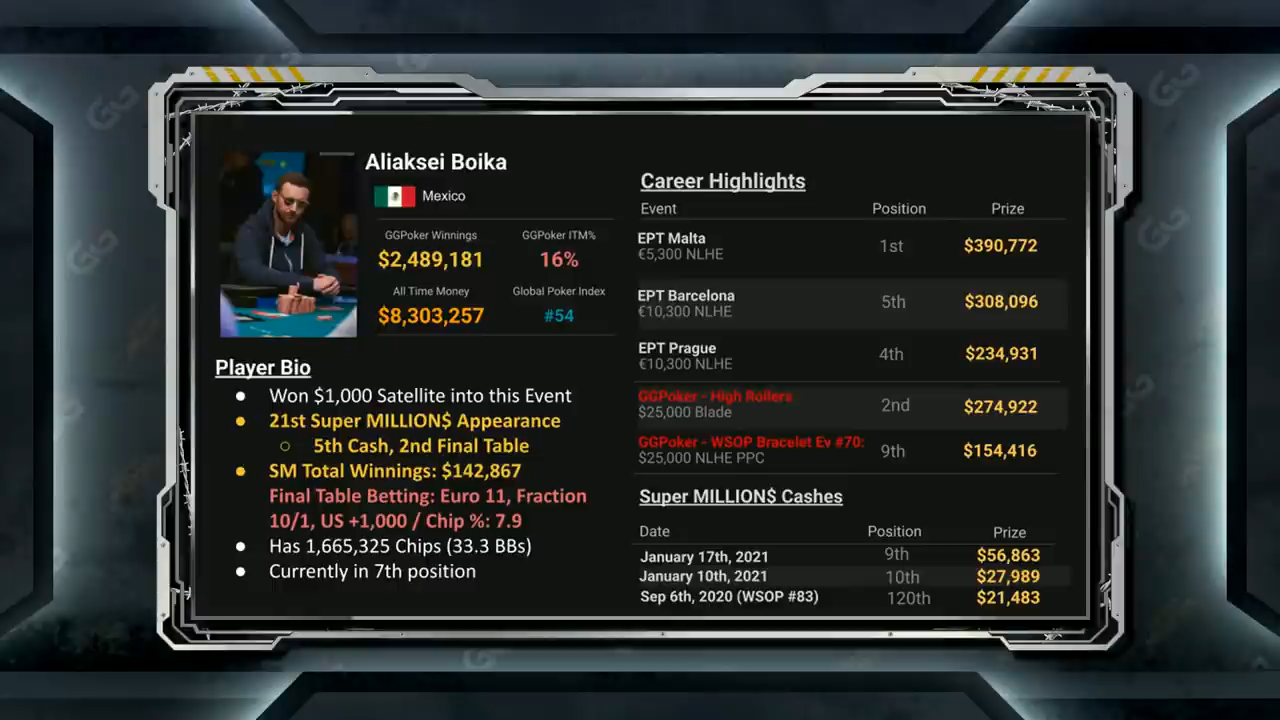 Aliaksei Boika
Mexico
GGPoker Winnings GGPoker ITM%
$2,489,181 16%
All Time Money Global Poker Index
$8,303,257 #54
Player Bio
Won $1,000 Satellite into this Event
21st Super MILLION$ Appearance
5th Cash, 2nd Final Table
SM Total Winnings: $142,867
Final Table Betting: Euro 11, Fraction
10/1, US +1,000 / Chip %: 7.9
Has 1,665,325 Chips (33.3 BBs)
Currently in 7th position
Career Highlights
Event Position Prize
EPT Malta
€5,300 NLHE 1st $390,772
EPT Barcelona
€10,300 NLHE 5th $308,096
EPT Prague
€10,300 NLHE 4th $234,931
GGPoker - High Rollers
$25,000 Blade 2nd $274,922
GGPoker - WSOP Bracelet Ev #70:
$25,000 NLHE PPC 9th $154,416
Super MILLION$ Cashes
Date Position Prize
January 17th, 2021 9th $56,863
January 10th, 2021 10th $27,989
Sep 6th, 2020 (WSOP #83) 120th $21,483